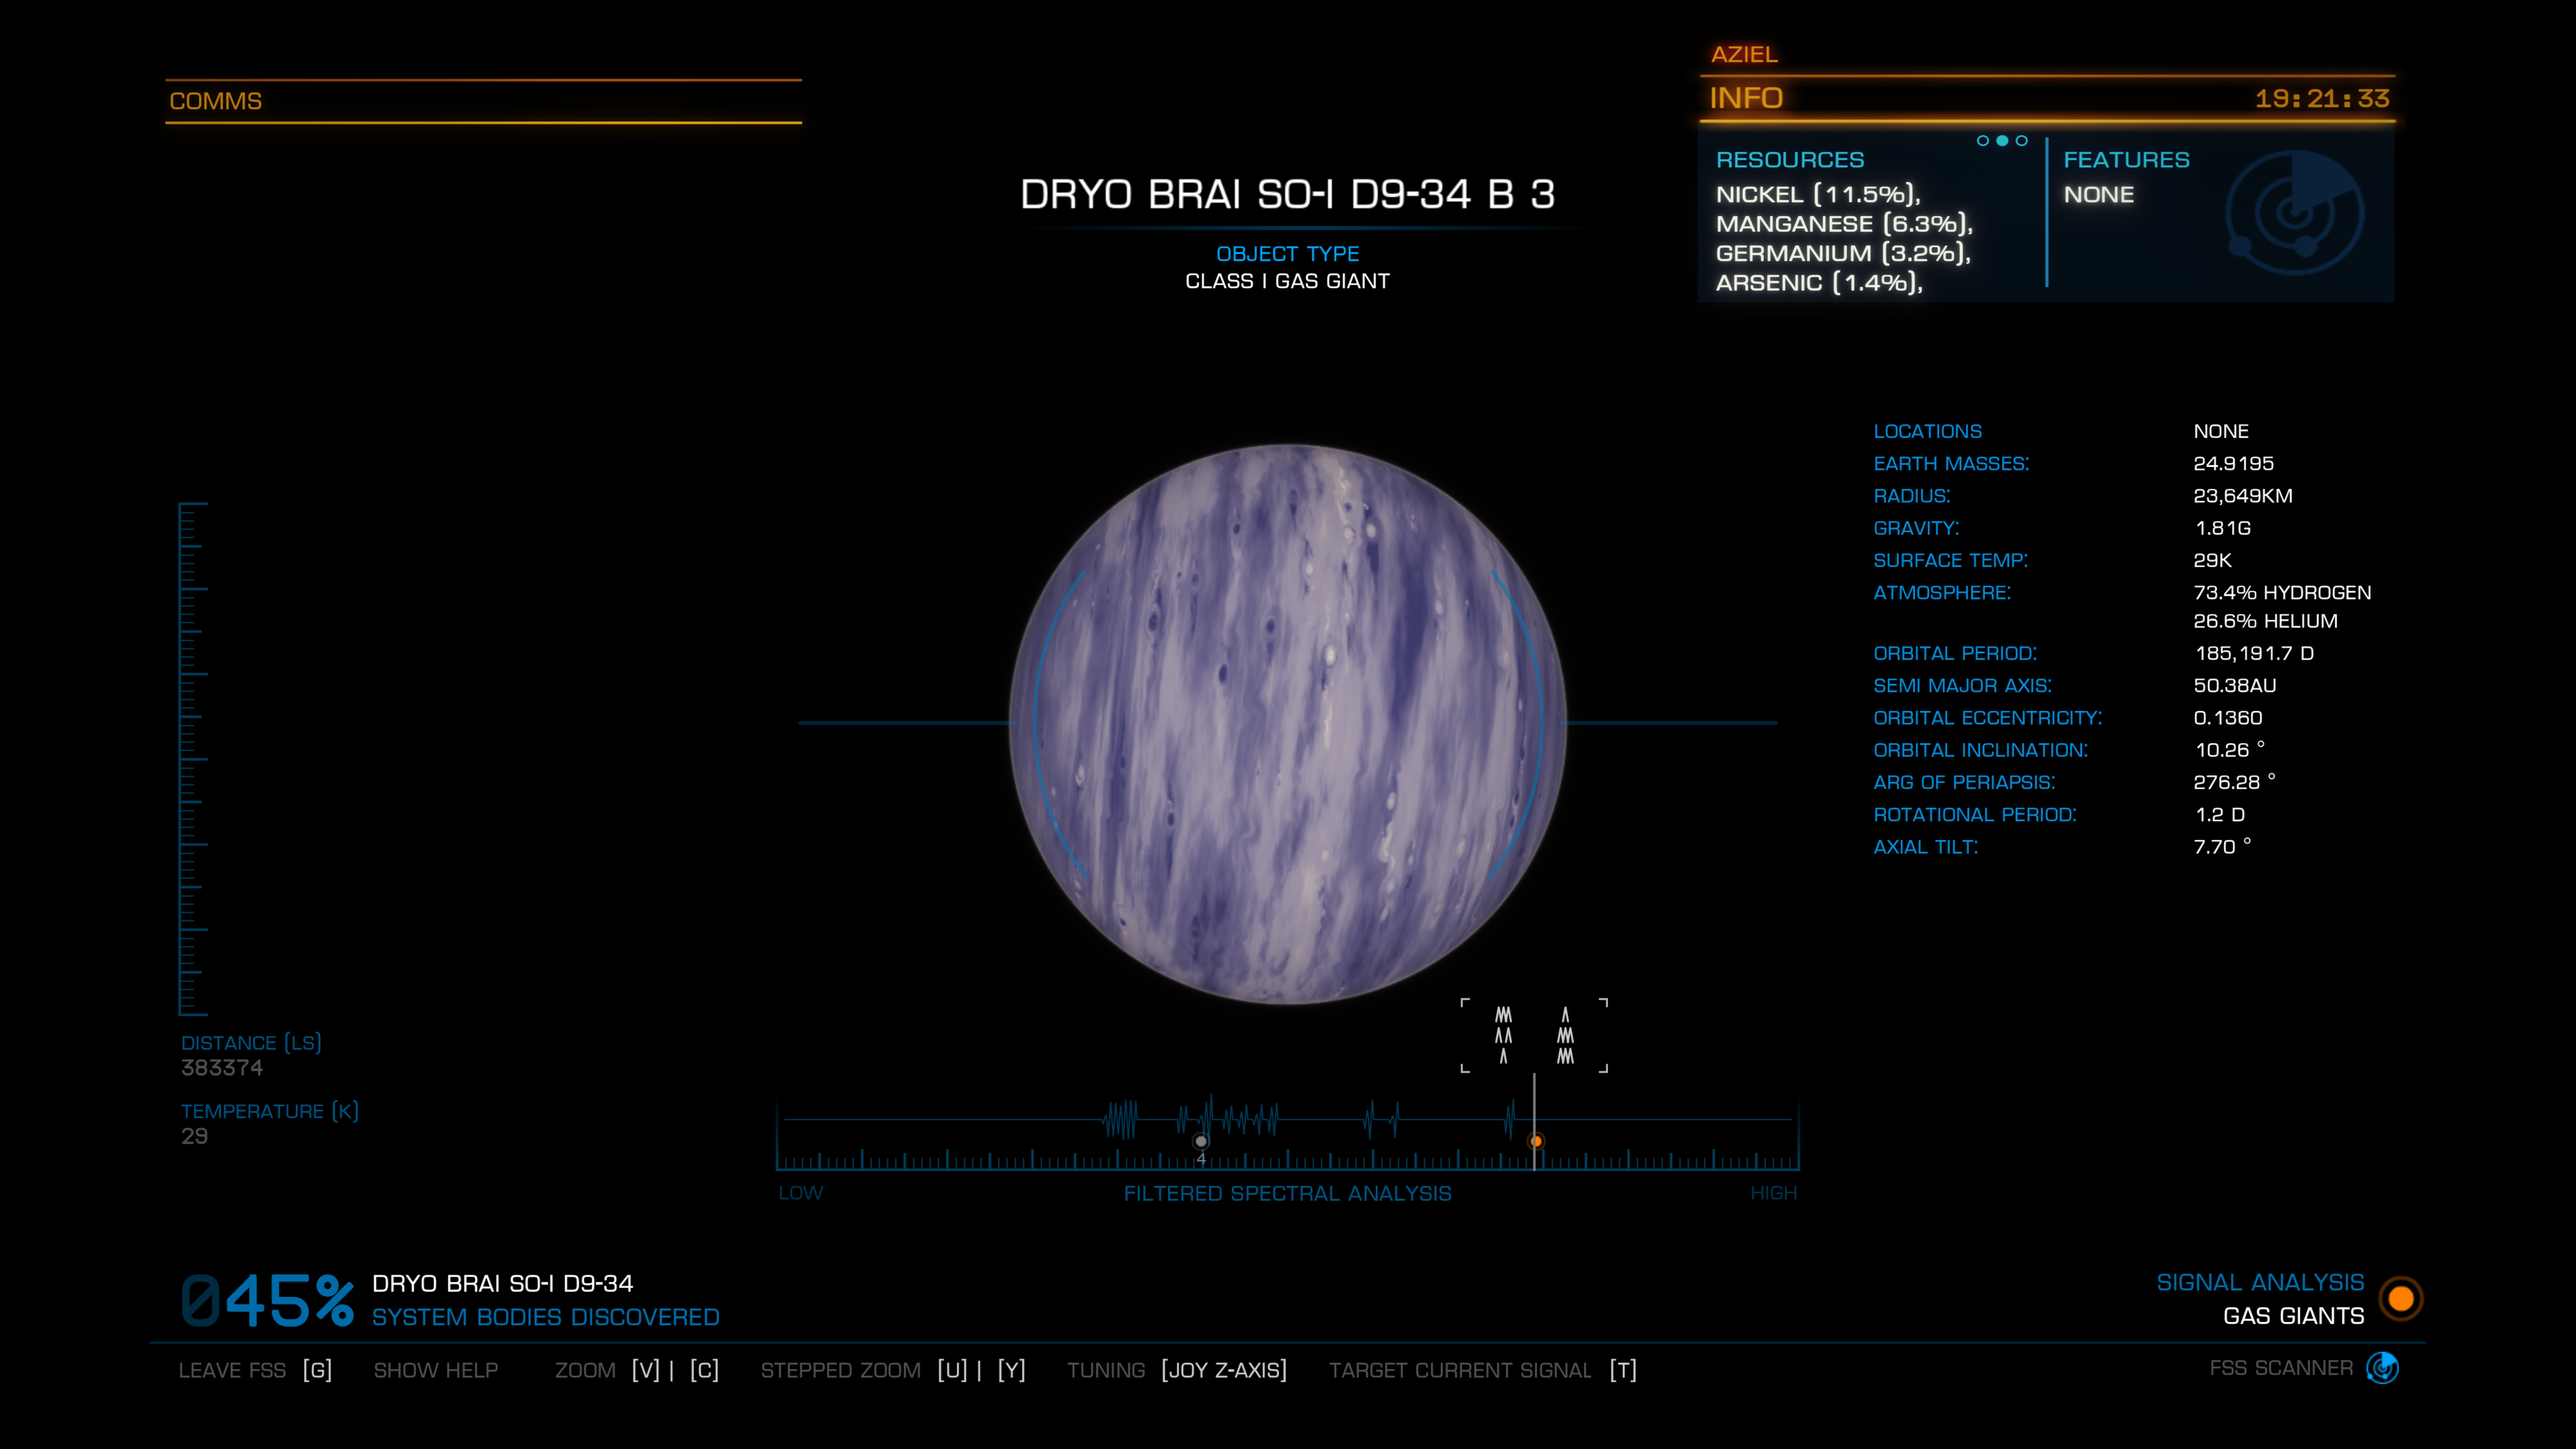 AZIEL
COMMS
INFO 19:21:33
RESOURCES
NICKEL (11.5%),
MANGANESE (6.3%),
GERMANIUM (3.2%),
ARSENIC (1.4%),
FEATURES
NONE
DRYO BRAI SO-I D9-34 B 3
OBJECT TYPE
CLASS I GAS GIANT
LOCATIONS NONE
EARTH MASSES: 24.9195
RADIUS: 23,649KM
GRAVITY: 1.81G
SURFACE TEMP: 29K
ATMOSPHERE: 73.4% HYDROGEN
26.6% HELIUM
ORBITAL PERIOD: 185,191.7 D
SEMI MAJOR AXIS: 50.38AU
ORBITAL ECCENTRICITY: 0.1360
ORBITAL INCLINATION: 10.26 °
ARG OF PERIAPSIS: 276.28 °
ROTATIONAL PERIOD: 1.2 D
AXIAL TILT: 7.70 °
DISTANCE (LS)
383374
TEMPERATURE (K)
29
4
LOW FILTERED SPECTRAL ANALYSIS HIGH
045% DRYO BRAI SO-I D9-34
SYSTEM BODIES DISCOVERED
SIGNAL ANALYSIS
GAS GIANTS
LEAVE FSS [G] SHOW HELP ZOOM [V] | [C] STEPPED ZOOM [U] | [Y] TUNING [JOY Z-AXIS] TARGET CURRENT SIGNAL [T] FSS SCANNER